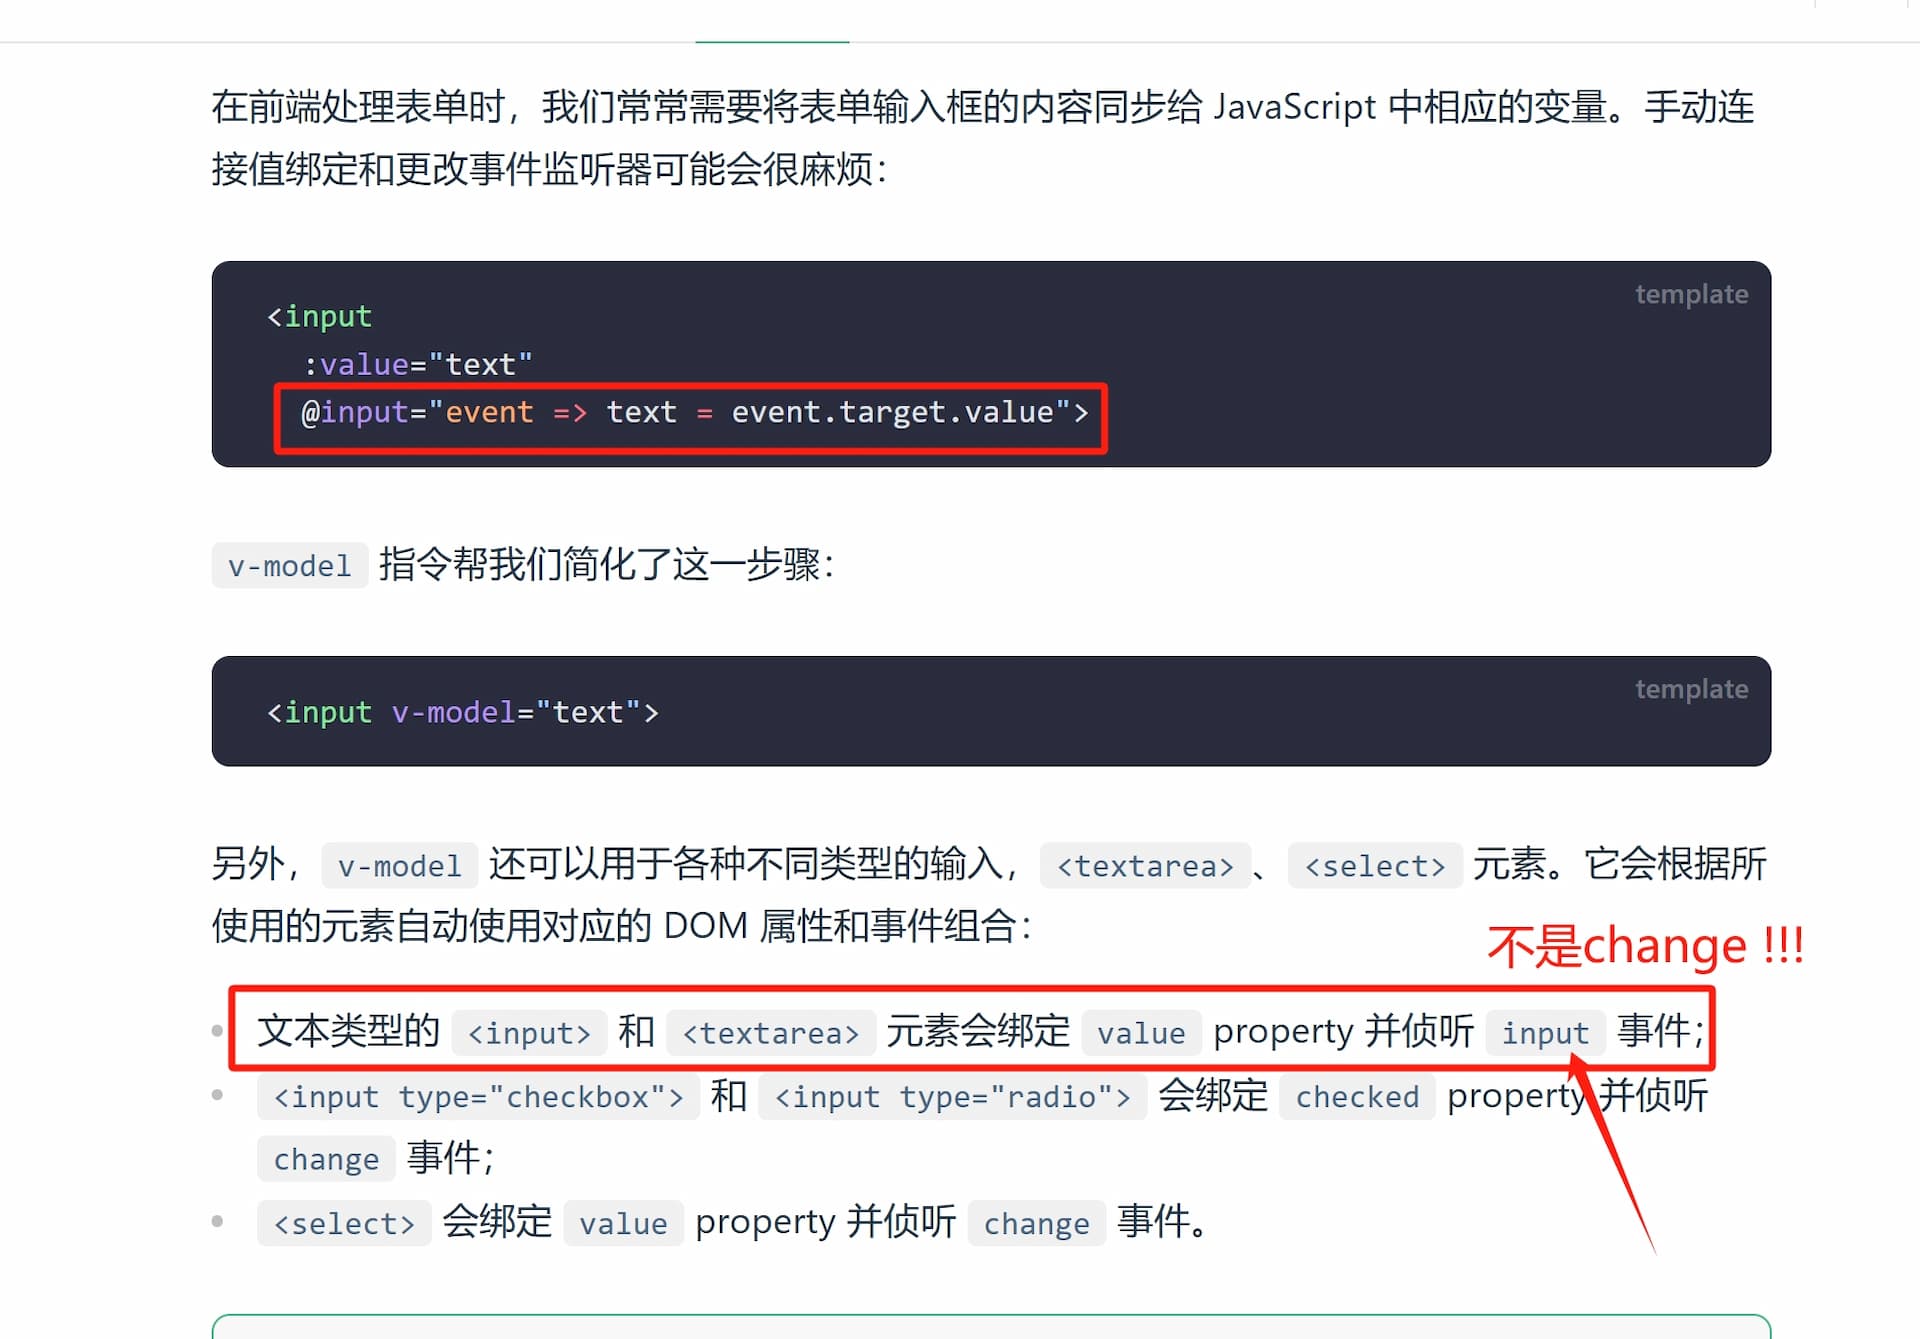 在前端处理表单时，我们常常需要将表单输入框的内容同步给 JavaScript 中相应的变量。手动连
接值绑定和更改事件监听器可能会很麻烦：
template
<input
  :value="text"
  @input="event => text = event.target.value">
v-model 指令帮我们简化了这一步骤：
template
<input v-model="text">
另外， v-model 还可以用于各种不同类型的输入， <textarea> 、 <select> 元素。它会根据所
使用的元素自动使用对应的 DOM 属性和事件组合：
不是change !!!
文本类型的 <input> 和 <textarea> 元素会绑定 value property 并侦听 input 事件；
<input type="checkbox"> 和 <input type="radio"> 会绑定 checked property 并侦听
change 事件；
<select> 会绑定 value property 并侦听 change 事件。